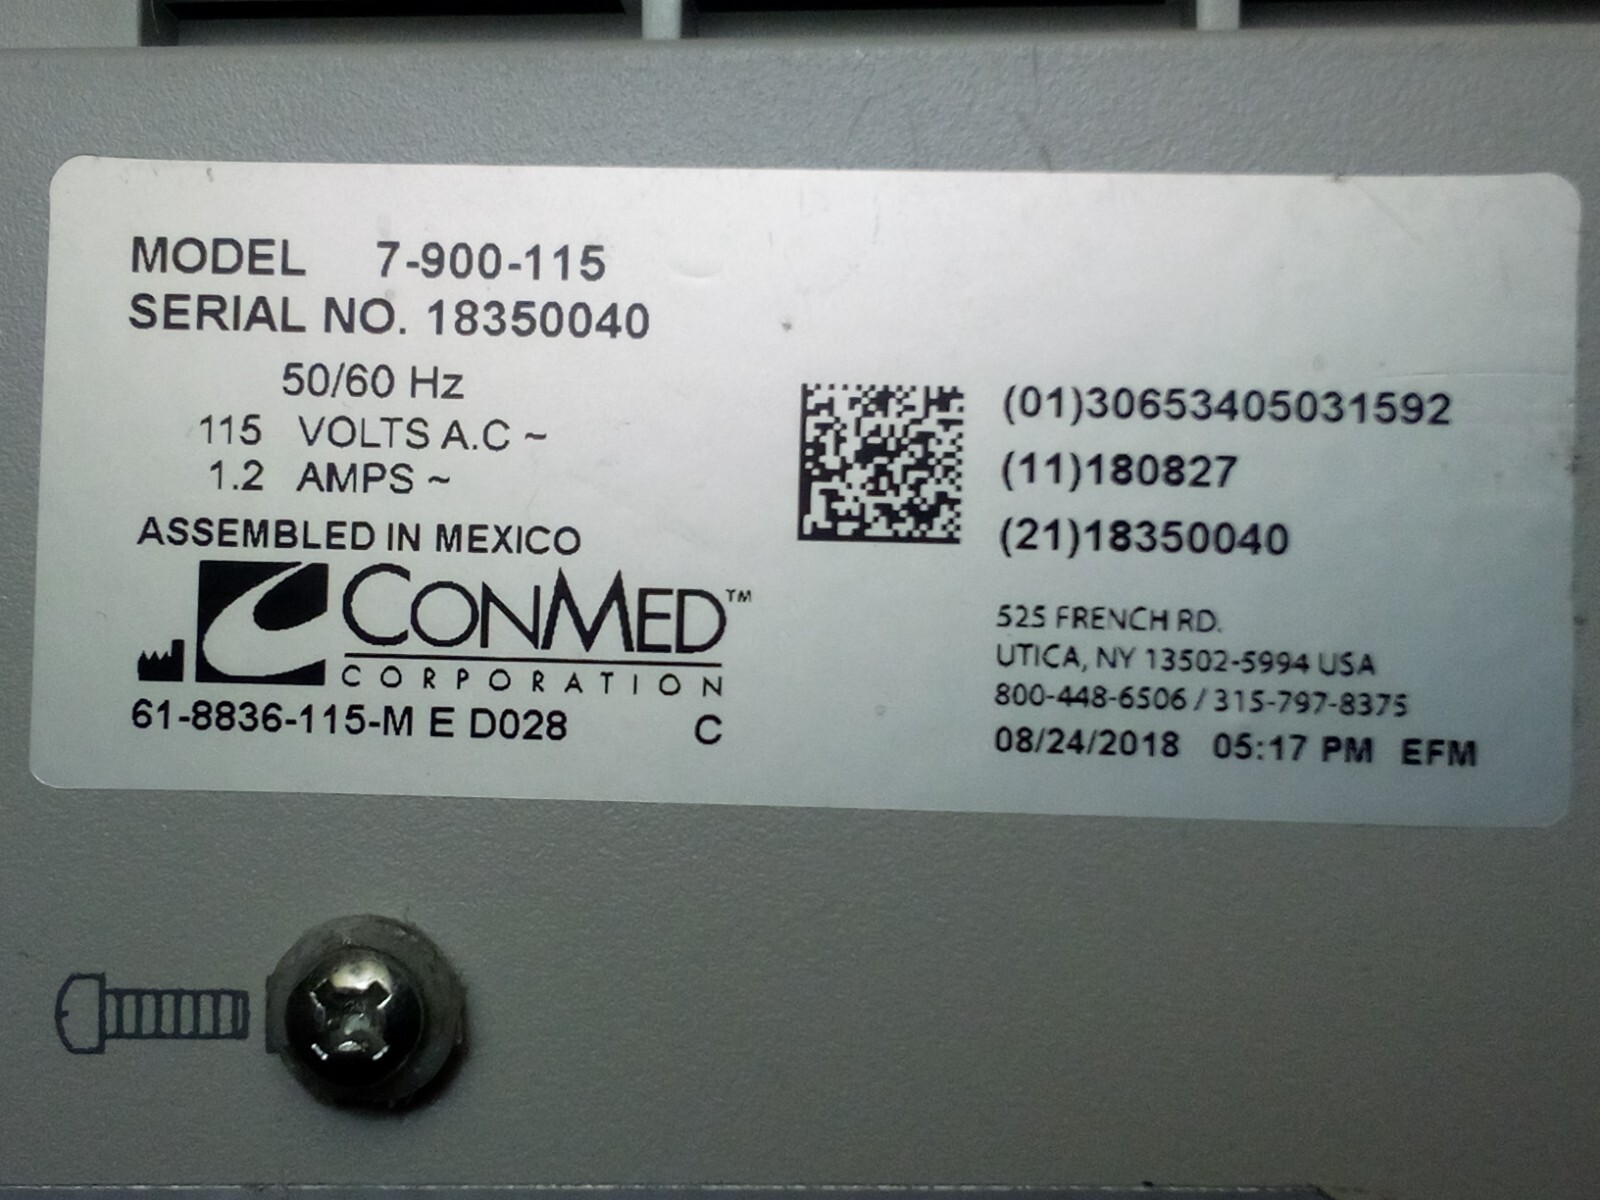 MODEL 7-900-115
SERIAL NO. 18350040
50/60 Hz
115 VOLTS A.C ~
1.2 AMPS ~
ASSEMBLED IN MEXICO
CONMED™
CORPORATION
61-8836-115-M E D028 C
(01)30653405031592
(11)180827
(21)18350040
525 FRENCH RD.
UTICA, NY 13502-5994 USA
800-448-6506 / 315-797-8375
08/24/2018 05:17 PM EFM